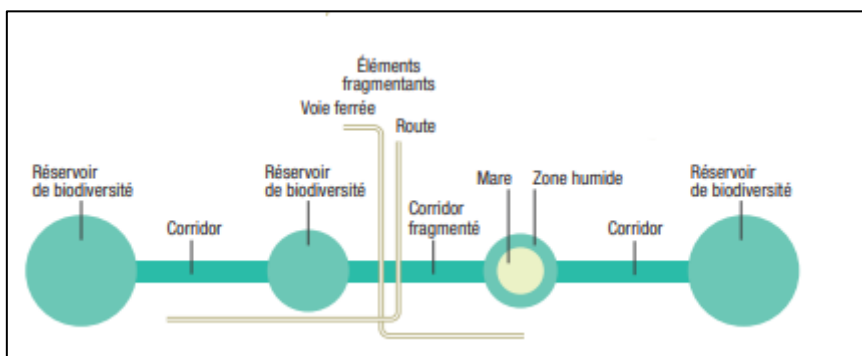 Éléments
fragmentants
Voie ferrée
Route
Réservoir
de biodiversité
Corridor
Réservoir
de biodiversité
Corridor
fragmenté
Mare
Zone humide
Corridor
Réservoir
de biodiversité